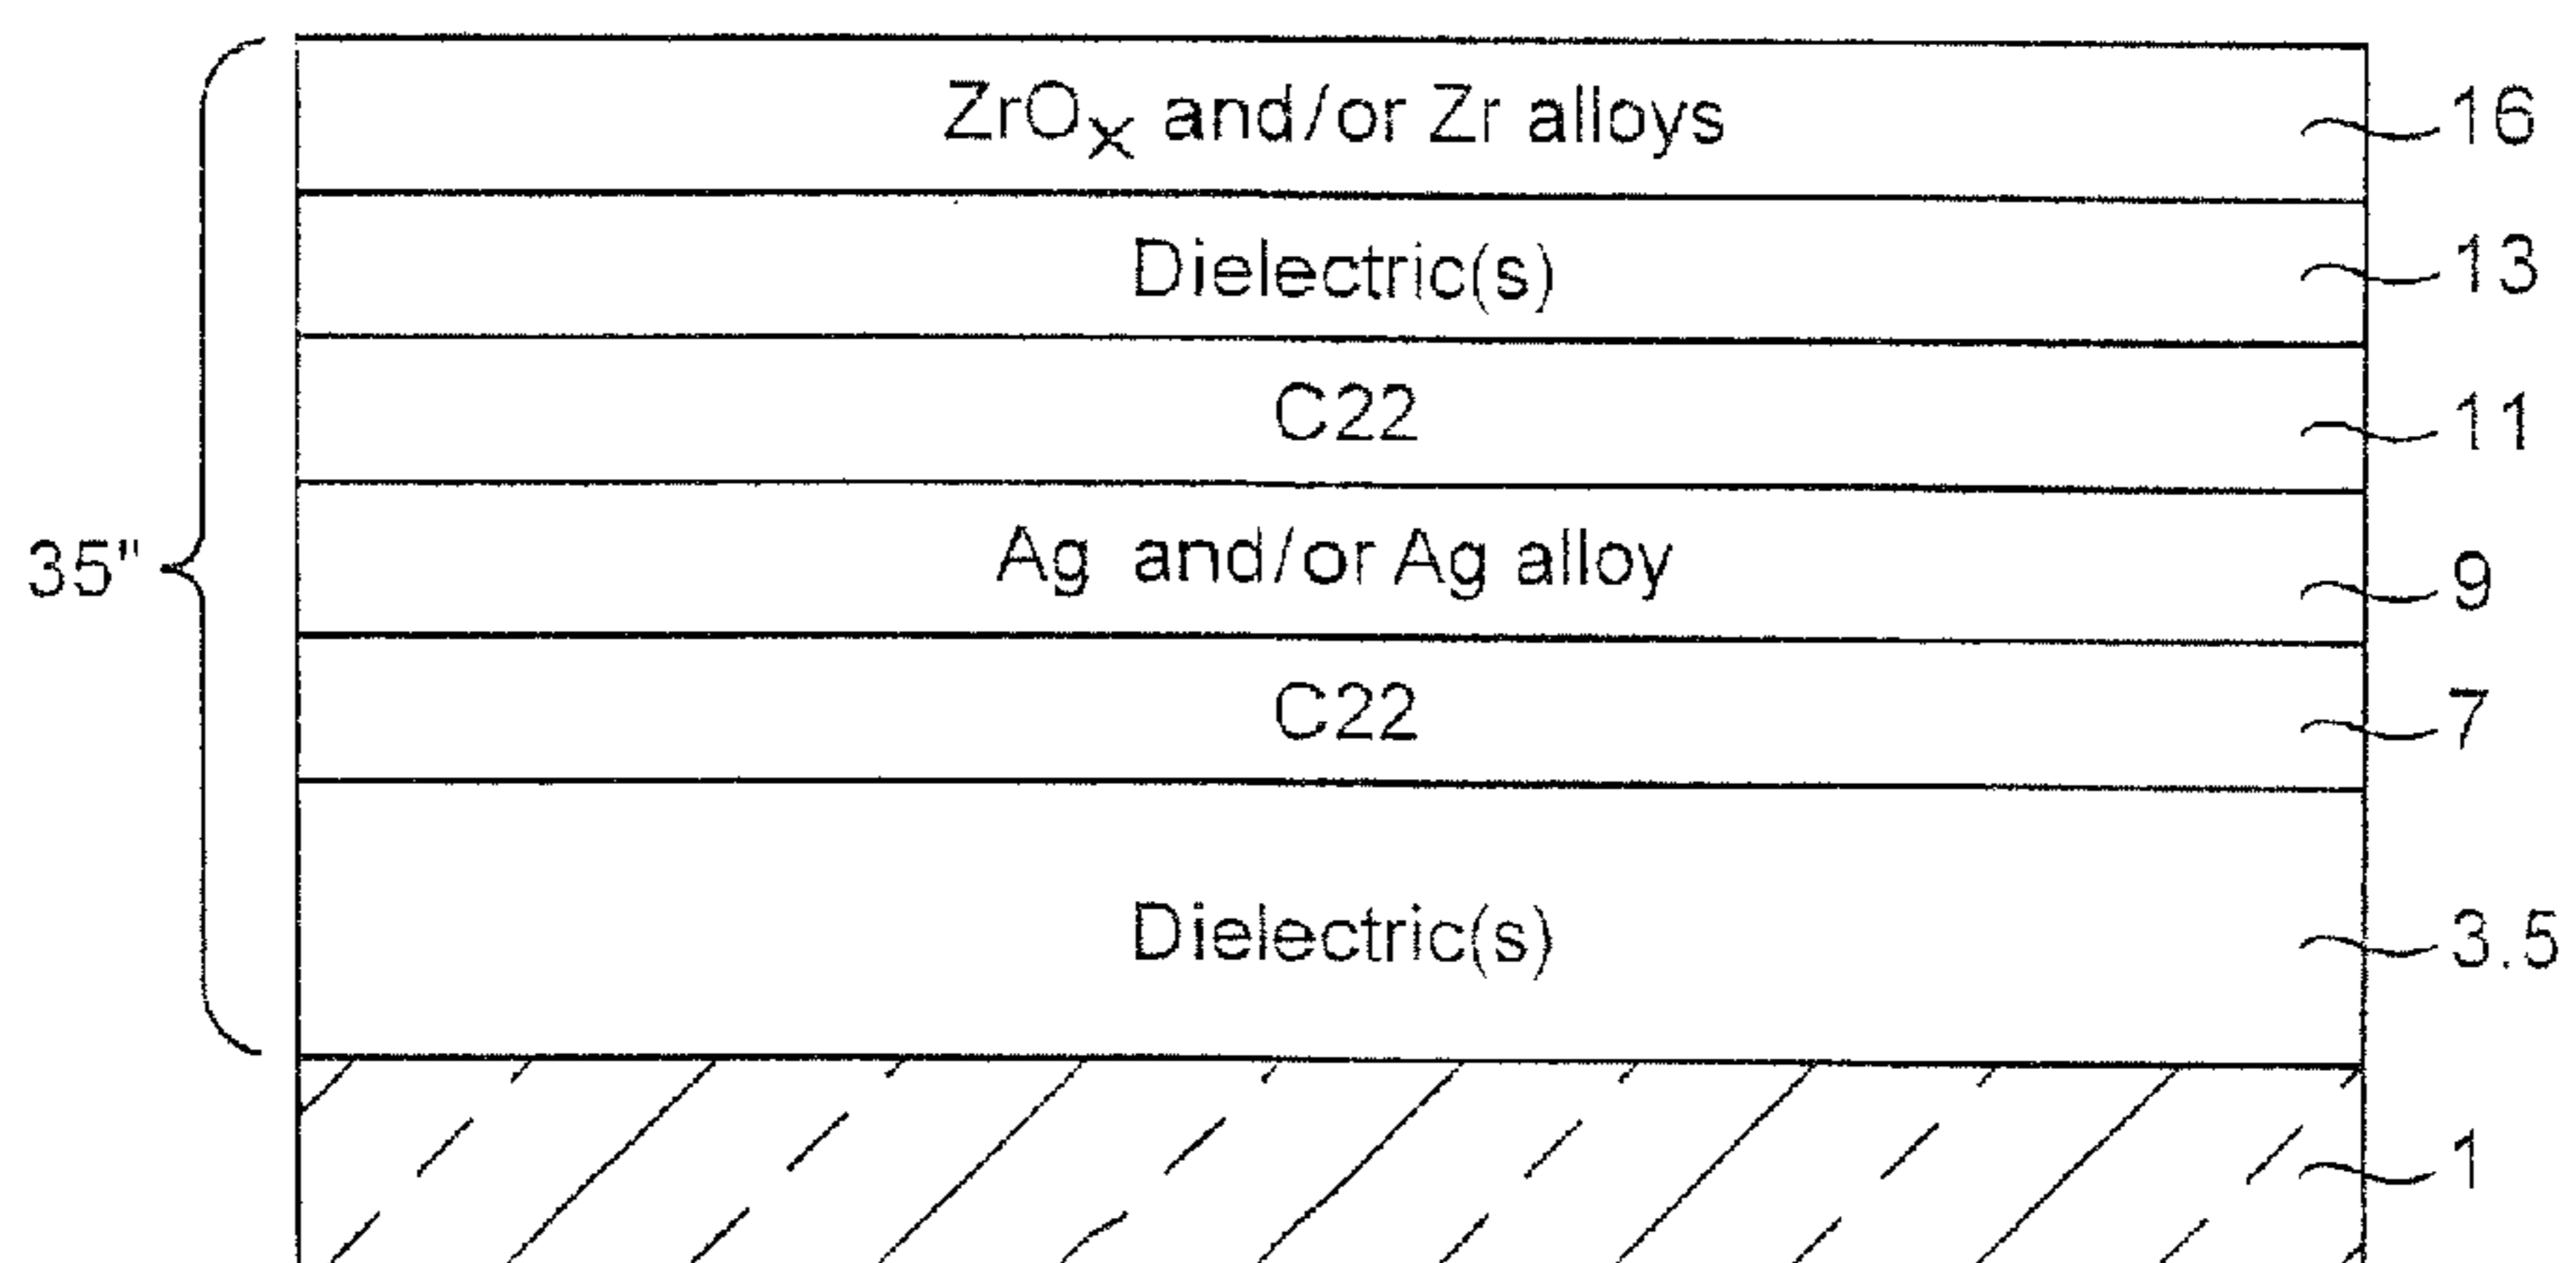 ZrOx and/or Zr alloys 16
Dielectric(s) 13
C22 11
Ag and/or Ag alloy 9
35"
C22 7
Dielectric(s) 3.5
1